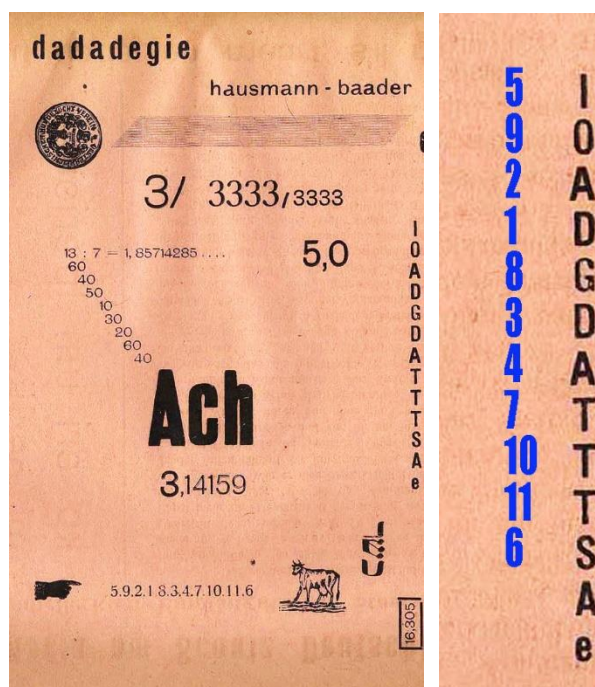 dadadegie
hausmann - baader
3/ 3333/3333
13 : 7 = 1, 85714285 ....
5,0
60
40
50
10
30
20
60
40
Ach
3,14159
I
O
A
D
G
D
A
T
T
T
S
A
e
5.9.2.1 8.3.4.7.10.11.6
16,305
5 I
9 O
2 A
1 D
8 G
3 D
4 A
7 T
10 T
11 T
6 S
A
e